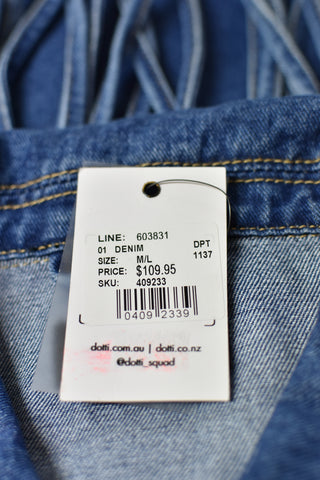 LINE: 603831
01 DENIM DPT
SIZE: M/L 1137
PRICE: $109.95
SKU: 409233
0409 2339
dotti.com.au | dotti.co.nz
@dotti_squad